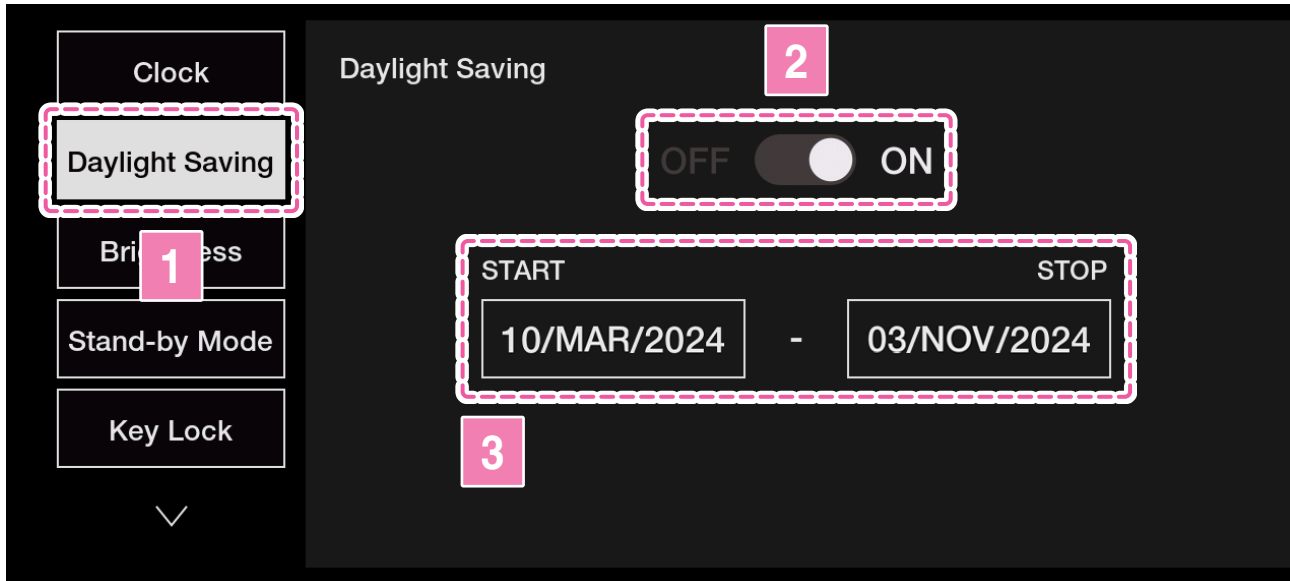 Clock
Daylight Saving
1
Stand-by Mode
Key Lock
Daylight Saving
2
OFF ON
START STOP
10/MAR/2024 - 03/NOV/2024
3